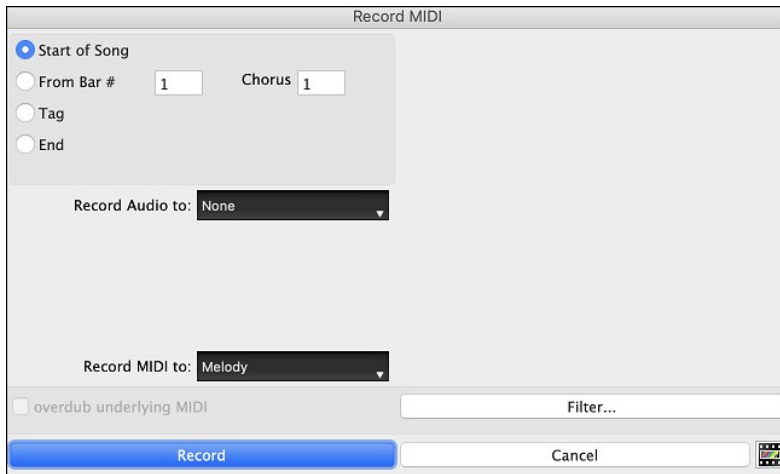 Record MIDI
Start of Song
From Bar # 1 Chorus 1
Tag
End
Record Audio to: None
Record MIDI to: Melody
overdub underlying MIDI Filter...
Record Cancel